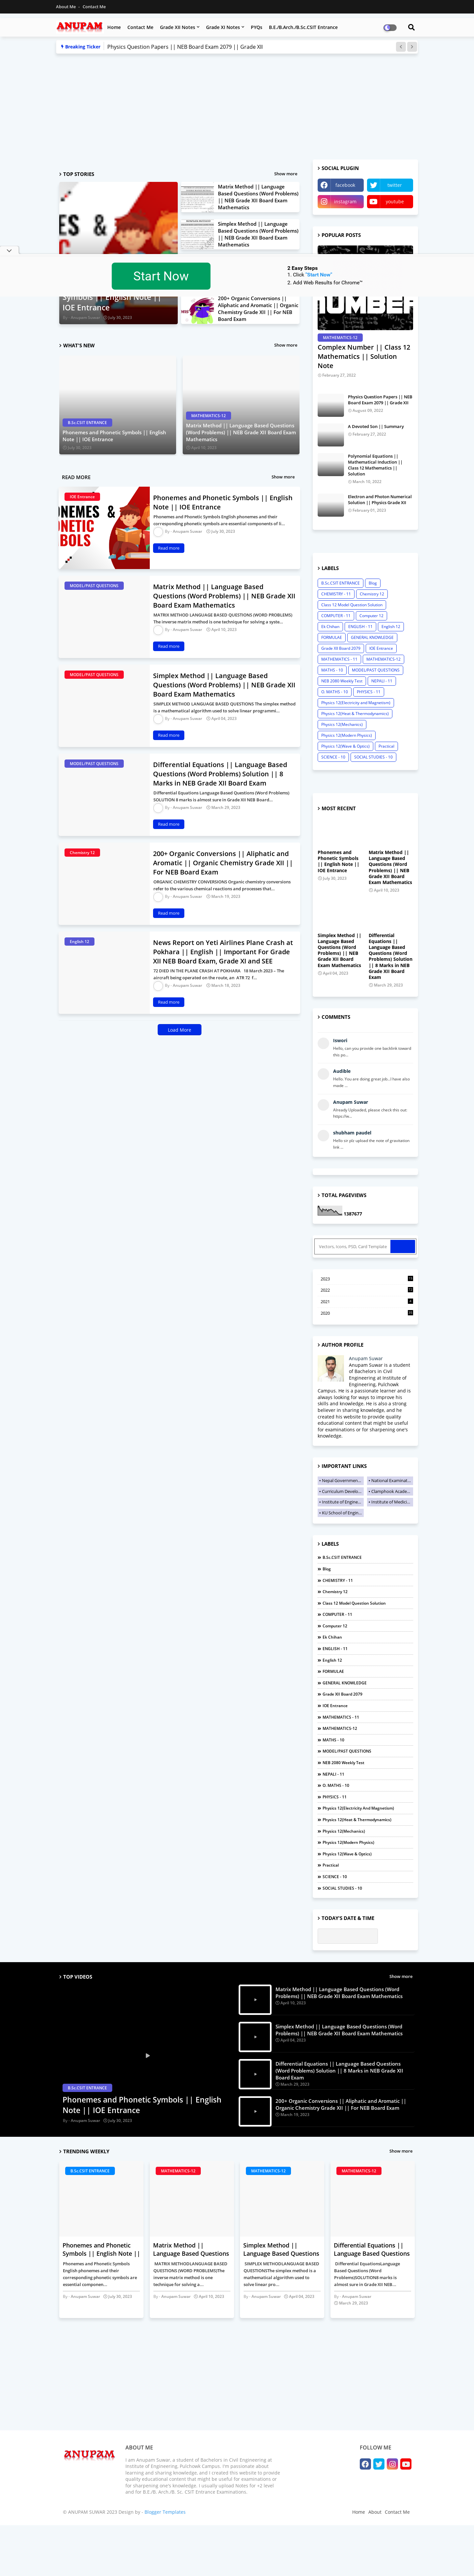 About Me - Contact Me
ANUPAM
Home Contact Me Grade XII Notes Grade XI Notes PYQs B.E./B.Arch./B.Sc.CSIT Entrance
Breaking Ticker Physics Question Papers || NEB Board Exam 2079 || Grade XII
TOP STORIES Show more
Matrix Method || Language Based Questions (Word Problems) || NEB Grade XII Board Exam Mathematics
Simplex Method || Language Based Questions (Word Problems) || NEB Grade XII Board Exam Mathematics
Start Now
2 Easy Steps
1. Click "Start Now"
2. Add Web Results for Chrome™
Symbols || English Note || IOE Entrance
By - Anupam Suwar July 30, 2023
200+ Organic Conversions || Aliphatic and Aromatic || Organic Chemistry Grade XII || For NEB Board Exam
WHAT'S NEW Show more
B.Sc.CSIT ENTRANCE
Phonemes and Phonetic Symbols || English Note || IOE Entrance
July 30, 2023
MATHEMATICS-12
Matrix Method || Language Based Questions (Word Problems) || NEB Grade XII Board Exam Mathematics
April 10, 2023
READ MORE Show more
IOE Entrance
Phonemes and Phonetic Symbols || English Note || IOE Entrance
Phonemes and Phonetic Symbols English phonemes and their corresponding phonetic symbols are essential components of S…
By - Anupam Suwar July 30, 2023
Read more
MODEL/PAST QUESTIONS
Matrix Method || Language Based Questions (Word Problems) || NEB Grade XII Board Exam Mathematics
MATRIX METHOD LANGUAGE BASED QUESTIONS (WORD PROBLEMS)
By - Anupam Suwar April 10, 2023
Read more
MODEL/PAST QUESTIONS
Simplex Method || Language Based Questions (Word Problems) || NEB Grade XII Board Exam Mathematics
SIMPLEX METHOD LANGUAGE BASED QUESTIONS The simplex method is a mathematical algorithm used to solve linear programmi…
By - Anupam Suwar April 04, 2023
Read more
MODEL/PAST QUESTIONS
Differential Equations || Language Based Questions (Word Problems) Solution || 8 Marks in NEB Grade XII Board Exam
Differential Equations Language Based Questions (Word Problems) SOLUTION 8 marks is almost sure in Grade XII NEB Board…
By - Anupam Suwar March 29, 2023
Read more
Chemistry 12
200+ Organic Conversions || Aliphatic and Aromatic || Organic Chemistry Grade XII || For NEB Board Exam
ORGANIC CHEMISTRY CONVERSIONS Organic chemistry conversions refer to the various chemical reactions and processes that…
By - Anupam Suwar March 19, 2023
Read more
English 12
News Report on Yeti Airlines Plane Crash at Pokhara || English || Important For Grade XII NEB Board Exam, Grade XI and SEE
72 DIED IN THE PLANE CRASH AT POKHARA 18 March 2023 – The aircraft being operated on the route, an ATR 72 7…
By - Anupam Suwar March 18, 2023
Read more
Load More
SOCIAL PLUGIN
facebook twitter
instagram youtube
POPULAR POSTS
MATHEMATICS-12
Complex Number || Class 12 Mathematics || Solution Note
February 27, 2022
Physics Question Papers || NEB Board Exam 2079 || Grade XII
August 09, 2022
A Devoted Son || Summary
February 27, 2022
Polynomial Equations || Mathematical Induction || Class 12 Mathematics || Solution
March 10, 2022
Electron and Photon Numerical Solution || Physics Grade XII
February 01, 2023
LABELS
B.Sc.CSIT ENTRANCE Blog
CHEMISTRY - 11 Chemistry 12
Class 12 Model Question Solution
COMPUTER - 11 Computer 12
Ek Chihan ENGLISH - 11 English 12
FORMULAE GENERAL KNOWLEDGE
Grade XII Board 2079 IOE Entrance
MATHEMATICS - 11 MATHEMATICS-12
MATHS - 10 MODEL/PAST QUESTIONS
NEB 2080 Weekly Test NEPALI - 11
O. MATHS - 10 PHYSICS - 11
Physics 12(Electricity and Magnetism)
Physics 12(Heat & Thermodynamics)
Physics 12(Mechanics)
Physics 12(Modern Physics)
Physics 12(Wave & Optics) Practical
SCIENCE - 10 SOCIAL STUDIES - 10
MOST RECENT
Phonemes and Phonetic Symbols || English Note || IOE Entrance
July 30, 2023
Matrix Method || Language Based Questions (Word Problems) || NEB Grade XII Board Exam Mathematics
April 10, 2023
Simplex Method || Language Based Questions (Word Problems) || NEB Grade XII Board Exam Mathematics
April 04, 2023
Differential Equations || Language Based Questions (Word Problems) Solution || 8 Marks in NEB Grade XII Board Exam
March 29, 2023
COMMENTS
Iswori
Hello, can you provide one backlink toward this po...
Audible
Hello. You are doing great job...I have also made ...
Anupam Suwar
Already Uploaded, please check this out: https://w...
shubham paudel
Hello sir plz upload the note of gravitation link ...
TOTAL PAGEVIEWS
1387677
Vectors, Icons, PSD, Card Template
2023
2022
2021
2020
AUTHOR PROFILE
Anupam Suwar
Anupam Suwar is a student of Bachelors in Civil Engineering at Institute of Engineering, Pulchowk Campus. He is a passionate learner and is always looking for ways to improve his skills and knowledge. He is also a strong believer in sharing knowledge, and he created this website to provide quality educational content that might be useful for examinations or for spreading one's knowledge.
IMPORTANT LINKS
• Nepal Governmen... • National Examinat...
• Curriculum Develo... • Clamphook Acade...
• Institute of Engine... • Institute of Medici...
• KU School of Engin...
LABELS
B.Sc.CSIT ENTRANCE
Blog
CHEMISTRY - 11
Chemistry 12
Class 12 Model Question Solution
COMPUTER - 11
Computer 12
Ek Chihan
ENGLISH - 11
English 12
FORMULAE
GENERAL KNOWLEDGE
Grade XII Board 2079
IOE Entrance
MATHEMATICS - 11
MATHEMATICS-12
MATHS - 10
MODEL/PAST QUESTIONS
NEB 2080 Weekly Test
NEPALI - 11
O. MATHS - 10
PHYSICS - 11
Physics 12(Electricity And Magnetism)
Physics 12(Heat & Thermodynamics)
Physics 12(Mechanics)
Physics 12(Modern Physics)
Physics 12(Wave & Optics)
Practical
SCIENCE - 10
SOCIAL STUDIES - 10
TODAY'S DATE & TIME
TOP VIDEOS Show more
B.Sc.CSIT ENTRANCE
Phonemes and Phonetic Symbols || English Note || IOE Entrance
By - Anupam Suwar July 30, 2023
Matrix Method || Language Based Questions (Word Problems) || NEB Grade XII Board Exam Mathematics
April 10, 2023
Simplex Method || Language Based Questions (Word Problems) || NEB Grade XII Board Exam Mathematics
April 04, 2023
Differential Equations || Language Based Questions (Word Problems) Solution || 8 Marks in NEB Grade XII Board Exam
March 29, 2023
200+ Organic Conversions || Aliphatic and Aromatic || Organic Chemistry Grade XII || For NEB Board Exam
March 19, 2023
TRENDING WEEKLY Show more
B.Sc.CSIT ENTRANCE
Phonemes and Phonetic Symbols || English Note ||
Phonemes and Phonetic Symbols English phonemes and their corresponding phonetic symbols are essential componen…
By - Anupam Suwar July 30, 2023
MATHEMATICS-12
Matrix Method || Language Based Questions
MATRIX METHODLANGUAGE BASED QUESTIONS (WORD PROBLEMS)The inverse matrix method is one technique for solving a…
By - Anupam Suwar April 10, 2023
MATHEMATICS-12
Simplex Method || Language Based Questions
SIMPLEX METHODLANGUAGE BASED QUESTIONSThe simplex method is a mathematical algorithm used to solve linear pro…
By - Anupam Suwar April 04, 2023
MATHEMATICS-12
Differential Equations || Language Based Questions
Differential EquationsLanguage Based Questions (Word Problems)SOLUTION8 marks is almost sure in Grade XII NEB…
By - Anupam Suwar March 29, 2023
ANUPAM
ABOUT ME
I am Anupam Suwar, a student of Bachelors in Civil Engineering at Institute of Engineering, Pulchowk Campus. I'm passionate about learning and sharing knowledge, and I created this website to provide quality educational content that might be useful for examinations or for spreading one's knowledge. I usually upload Notes for +2 level and for B.E./B. Arch./B. Sc. CSIT Entrance Examinations.
FOLLOW ME
© ANUPAM SUWAR 2023 Design by - Blogger Templates
Home About Contact Me